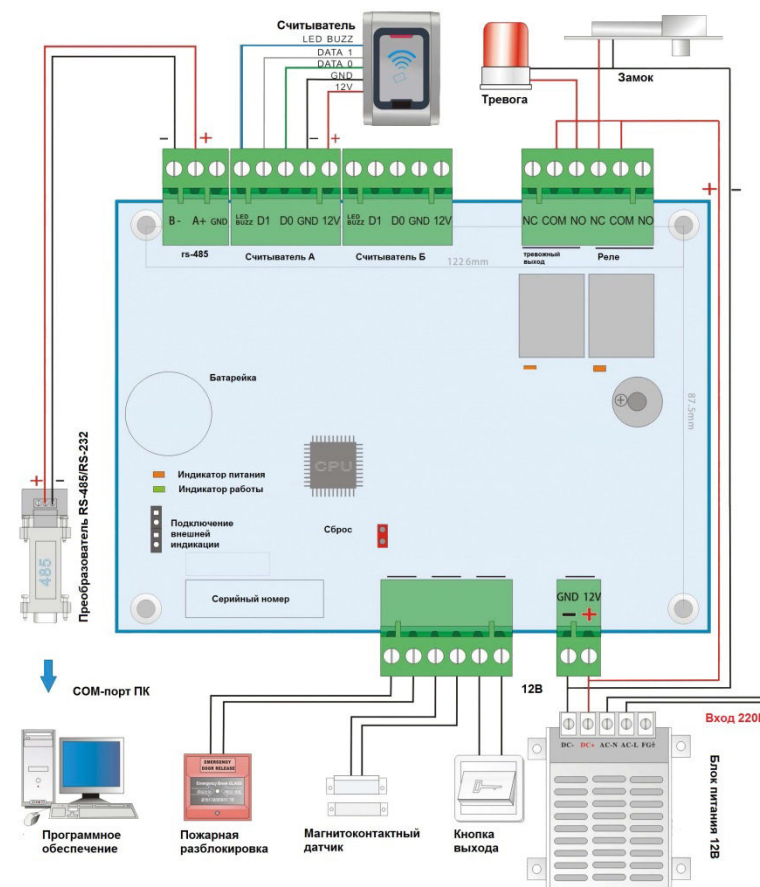 Считыватель
LED BUZZ
DATA 1
DATA 0
GND
12V
Тревога
Замок
B - A+ GND
LED BUZZ D1 D0 GND 12V
LED BUZZ D1 D0 GND 12V
NC COM NO NC COM NO
rs-485
Считыватель А
Считыватель Б
тревожный
выход
Реле
122.6mm
87.5mm
Батарейка
CPU
Индикатор питания
Индикатор работы
Подключение
внешней
индикации
Сброс
Серийный номер
GND 12V
Преобразователь RS-485/RS-232
485
COM-порт ПК
12В
Вход 220
DC- DC+ AC-N AC-L FG
EMERGENCY
DOOR RELEASE
Блок питания 12В
Программное
обеспечение
Пожарная
разблокировка
Магнитоконтактный
датчик
Кнопка
выхода